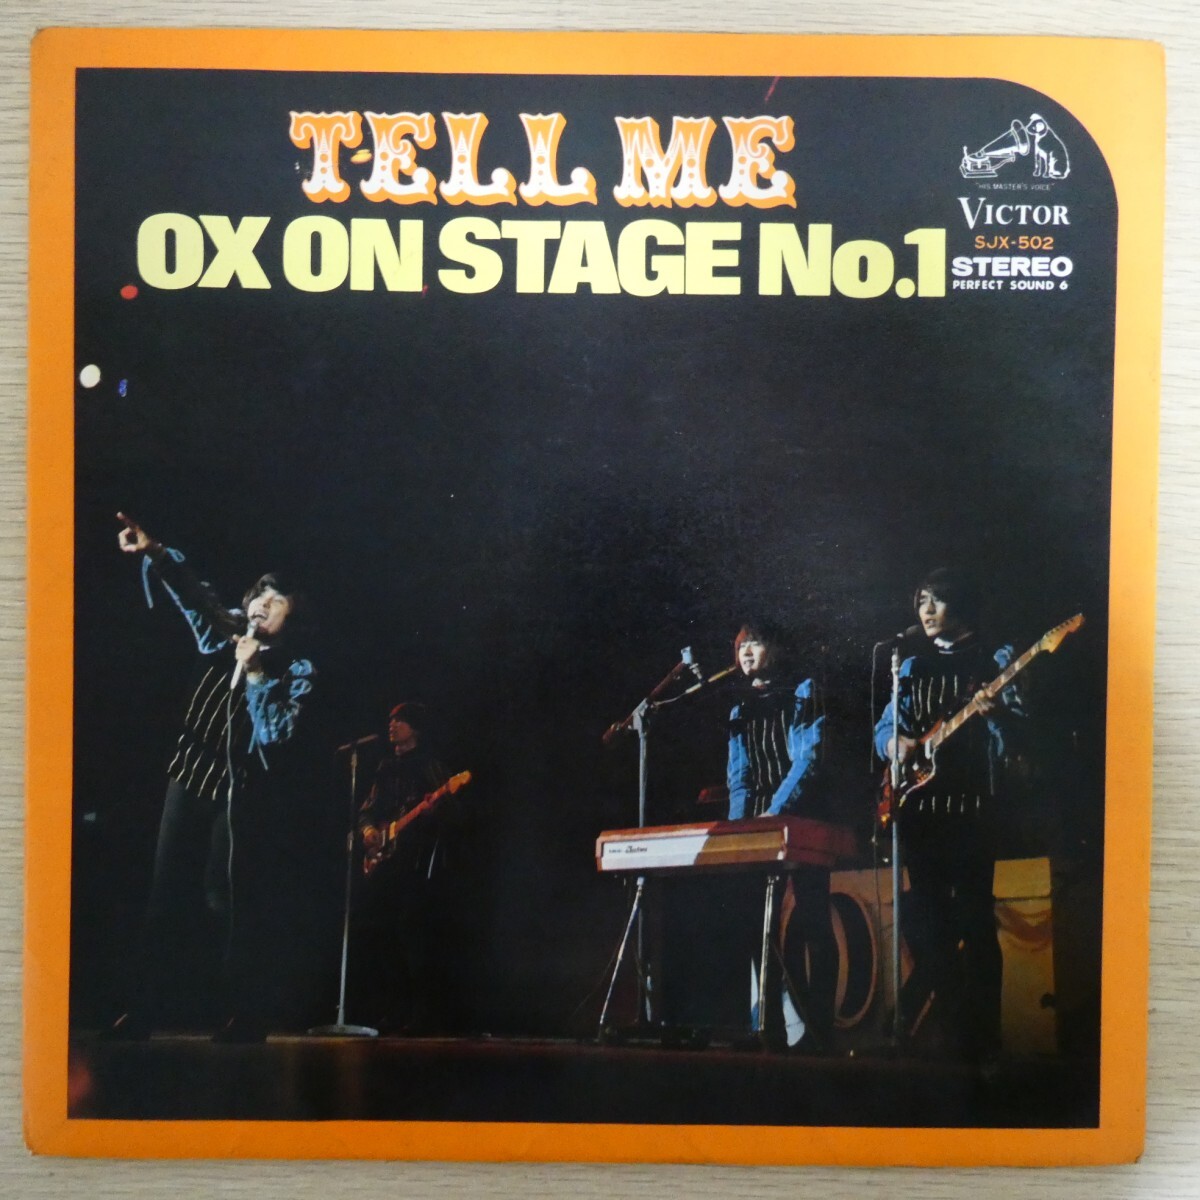 TELL ME
OX ON STAGE No.1
"HIS MASTER'S VOICE"
VICTOR
SJX-502
STEREO
PERFECT SOUND 6